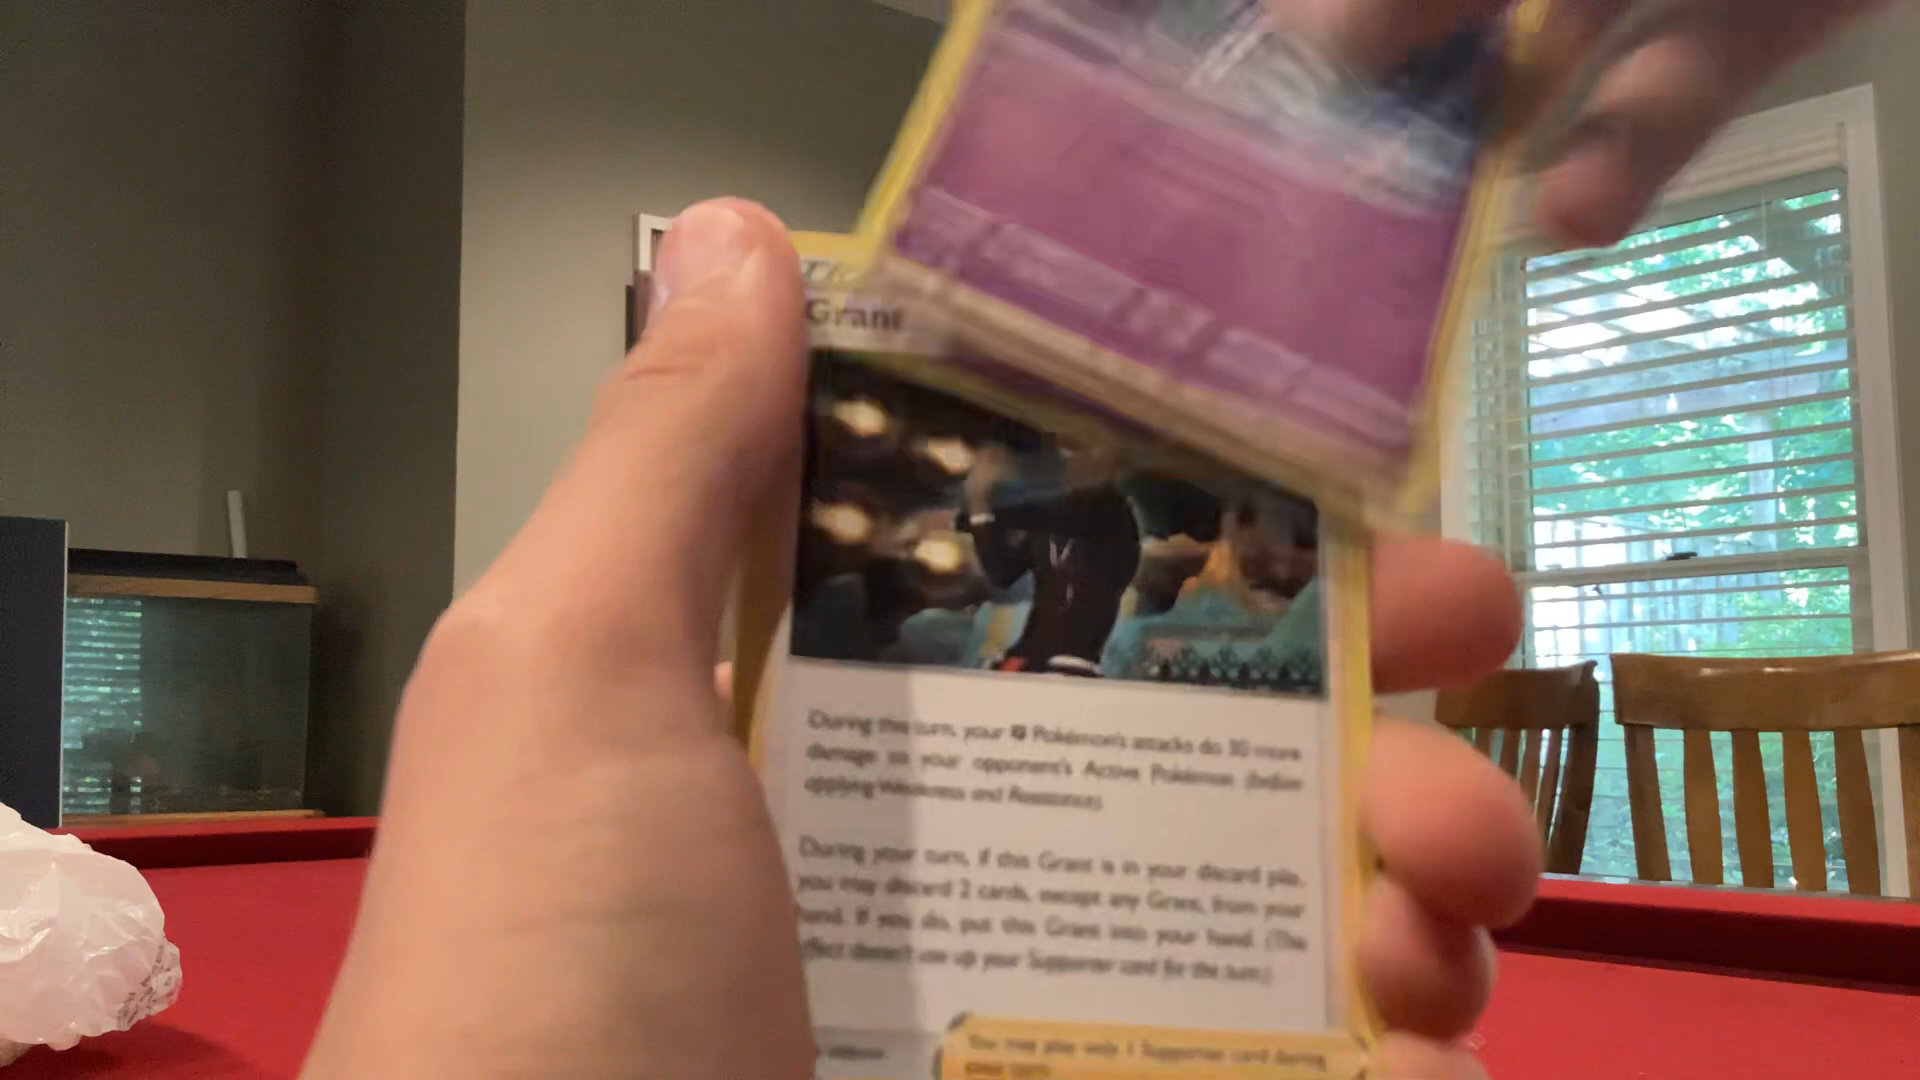 Grant
During this turn, your Pokémon's attacks do 30 more
damage to your opponent's Active Pokémon (before
applying Weakness and Resistance).
During your turn, if this Grant is in your discard pile,
you may discard 2 cards, except any Grant, from your
hand. If you do, put this Grant into your hand. (This
effect doesn't use up your Supporter card for the turn.)
You may play only 1 Supporter card during
your turn.